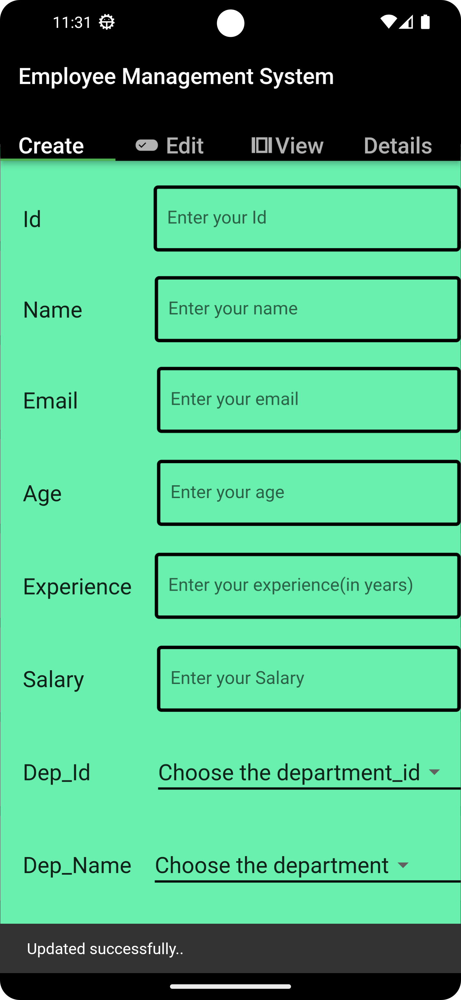 11:31
Employee Management System
Create Edit View Details
Id Enter your Id
Name Enter your name
Email Enter your email
Age Enter your age
Experience Enter your experience(in years)
Salary Enter your Salary
Dep_Id Choose the department_id
Dep_Name Choose the department
Updated successfully..